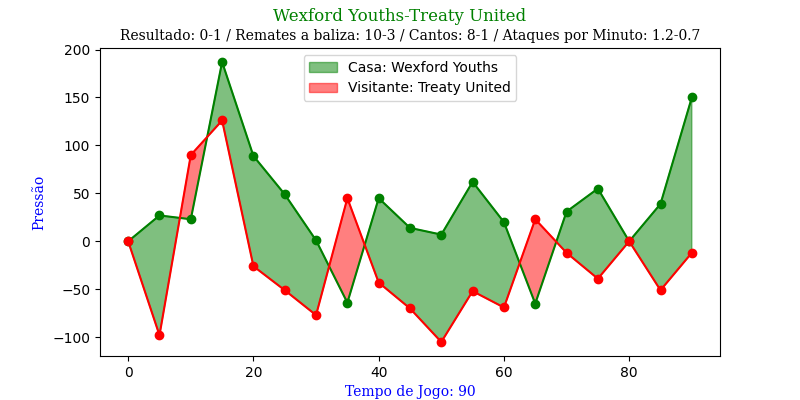 Wexford Youths-Treaty United
Resultado: 0-1 / Remates a baliza: 10-3 / Cantos: 8-1 / Ataques por Minuto: 1.2-0.7
Casa: Wexford Youths
Visitante: Treaty United
200
150
100
50
0
−50
−100
Pressão
0 20 40 60 80
Tempo de Jogo: 90